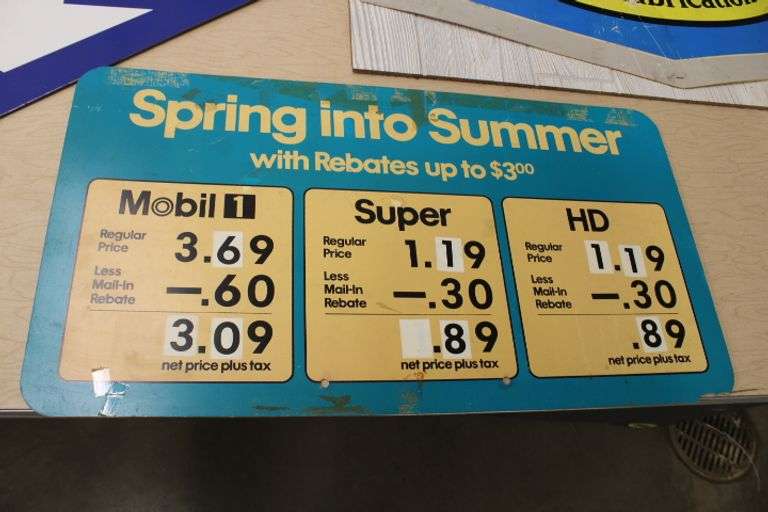 Lubrication
Spring into Summer
with Rebates up to $3⁰⁰
Mobil 1
Regular Price 3.69
Less Mail-in Rebate –.60
3.09
net price plus tax
Super
Regular Price 1.19
Less Mail-in Rebate –.30
.89
net price plus tax
HD
Regular Price 1.19
Less Mail-in Rebate –.30
.89
net price plus tax